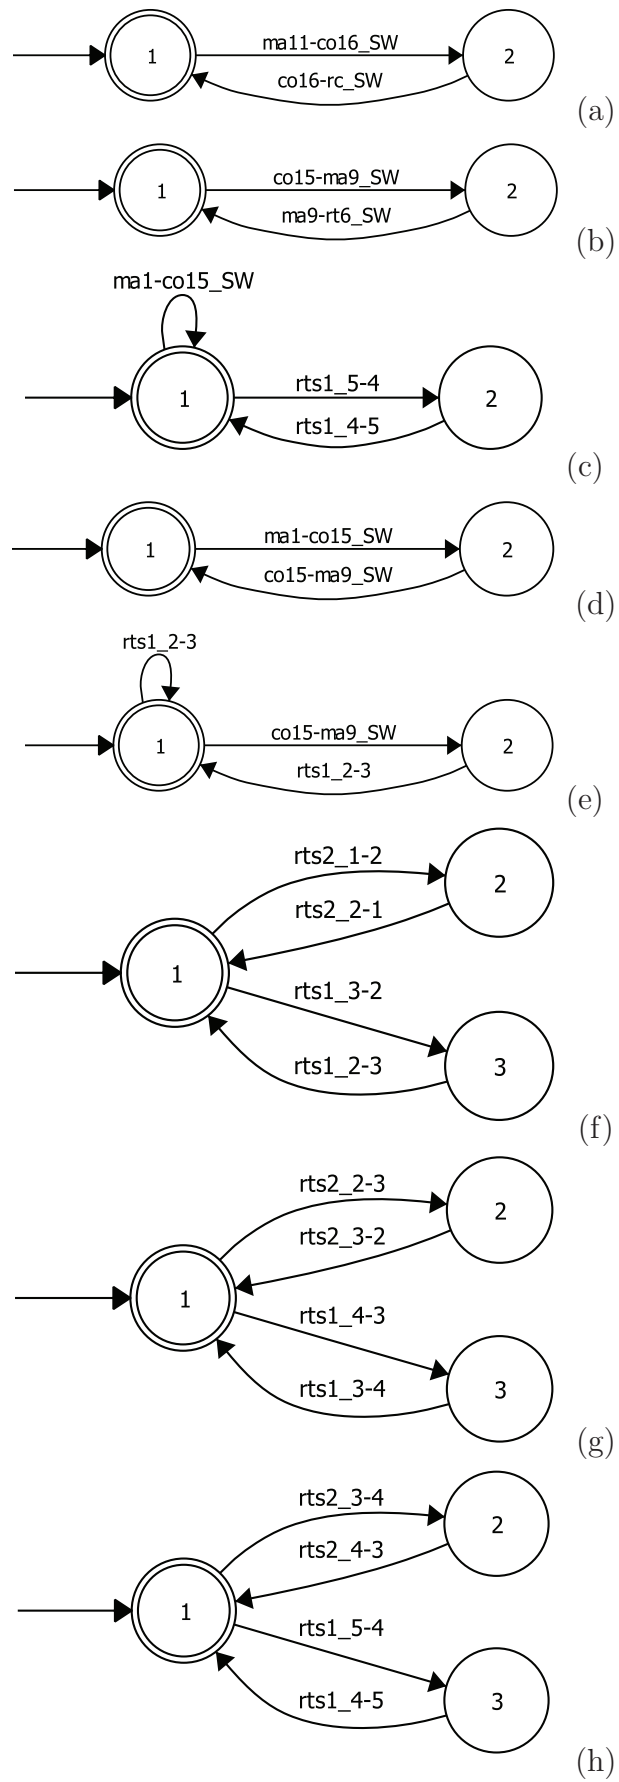 ma11-co16_SW
1
2
co16-rc_SW
(a)
co15-ma9_SW
1
2
ma9-rt6_SW
(b)
ma1-co15_SW
rts1_5-4
1
2
rts1_4-5
(c)
ma1-co15_SW
1
2
co15-ma9_SW
(d)
rts1_2-3
co15-ma9_SW
1
2
rts1_2-3
(e)
rts2_1-2
2
rts2_2-1
1
rts1_3-2
rts1_2-3
3
(f)
rts2_2-3
2
rts2_3-2
1
rts1_4-3
rts1_3-4
3
(g)
rts2_3-4
2
rts2_4-3
1
rts1_5-4
rts1_4-5
3
(h)